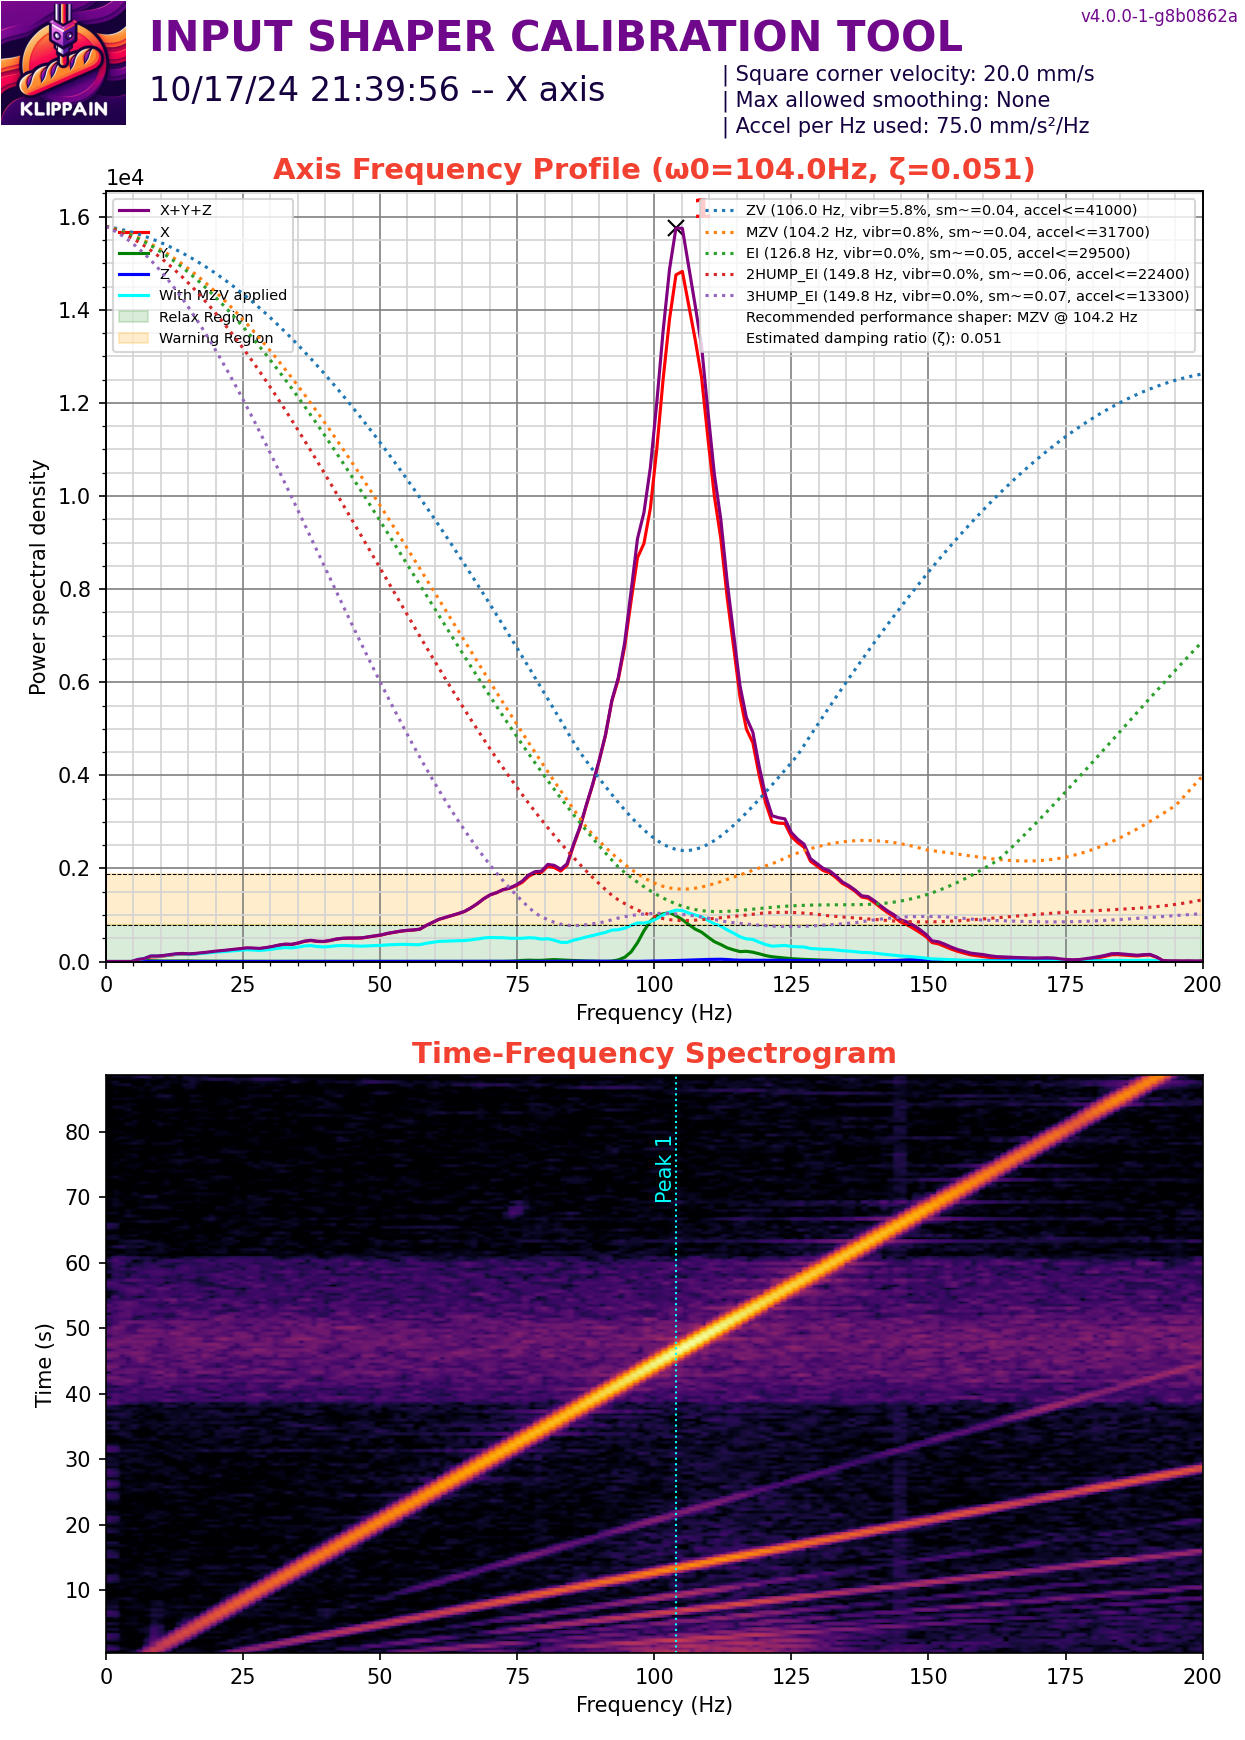 v4.0.0-1-g8b0862a
INPUT SHAPER CALIBRATION TOOL
10/17/24 21:39:56 -- X axis
| Square corner velocity: 20.0 mm/s
| Max allowed smoothing: None
| Accel per Hz used: 75.0 mm/s²/Hz
KLIPPAIN
Axis Frequency Profile (ω0=104.0Hz, ζ=0.051)
1e4
X+Y+Z
X
Y
Z
With MZV applied
Relax Region
Warning Region
ZV (106.0 Hz, vibr=5.8%, sm~=0.04, accel<=41000)
MZV (104.2 Hz, vibr=0.8%, sm~=0.04, accel<=31700)
EI (126.8 Hz, vibr=0.0%, sm~=0.05, accel<=29500)
2HUMP_EI (149.8 Hz, vibr=0.0%, sm~=0.06, accel<=22400)
3HUMP_EI (149.8 Hz, vibr=0.0%, sm~=0.07, accel<=13300)
Recommended performance shaper: MZV @ 104.2 Hz
Estimated damping ratio (ζ): 0.051
1.6
1.4
1.2
1.0
0.8
0.6
0.4
0.2
0.0
Power spectral density
0 25 50 75 100 125 150 175 200
Frequency (Hz)
Time-Frequency Spectrogram
Peak 1
80
70
60
50
40
30
20
10
Time (s)
0 25 50 75 100 125 150 175 200
Frequency (Hz)